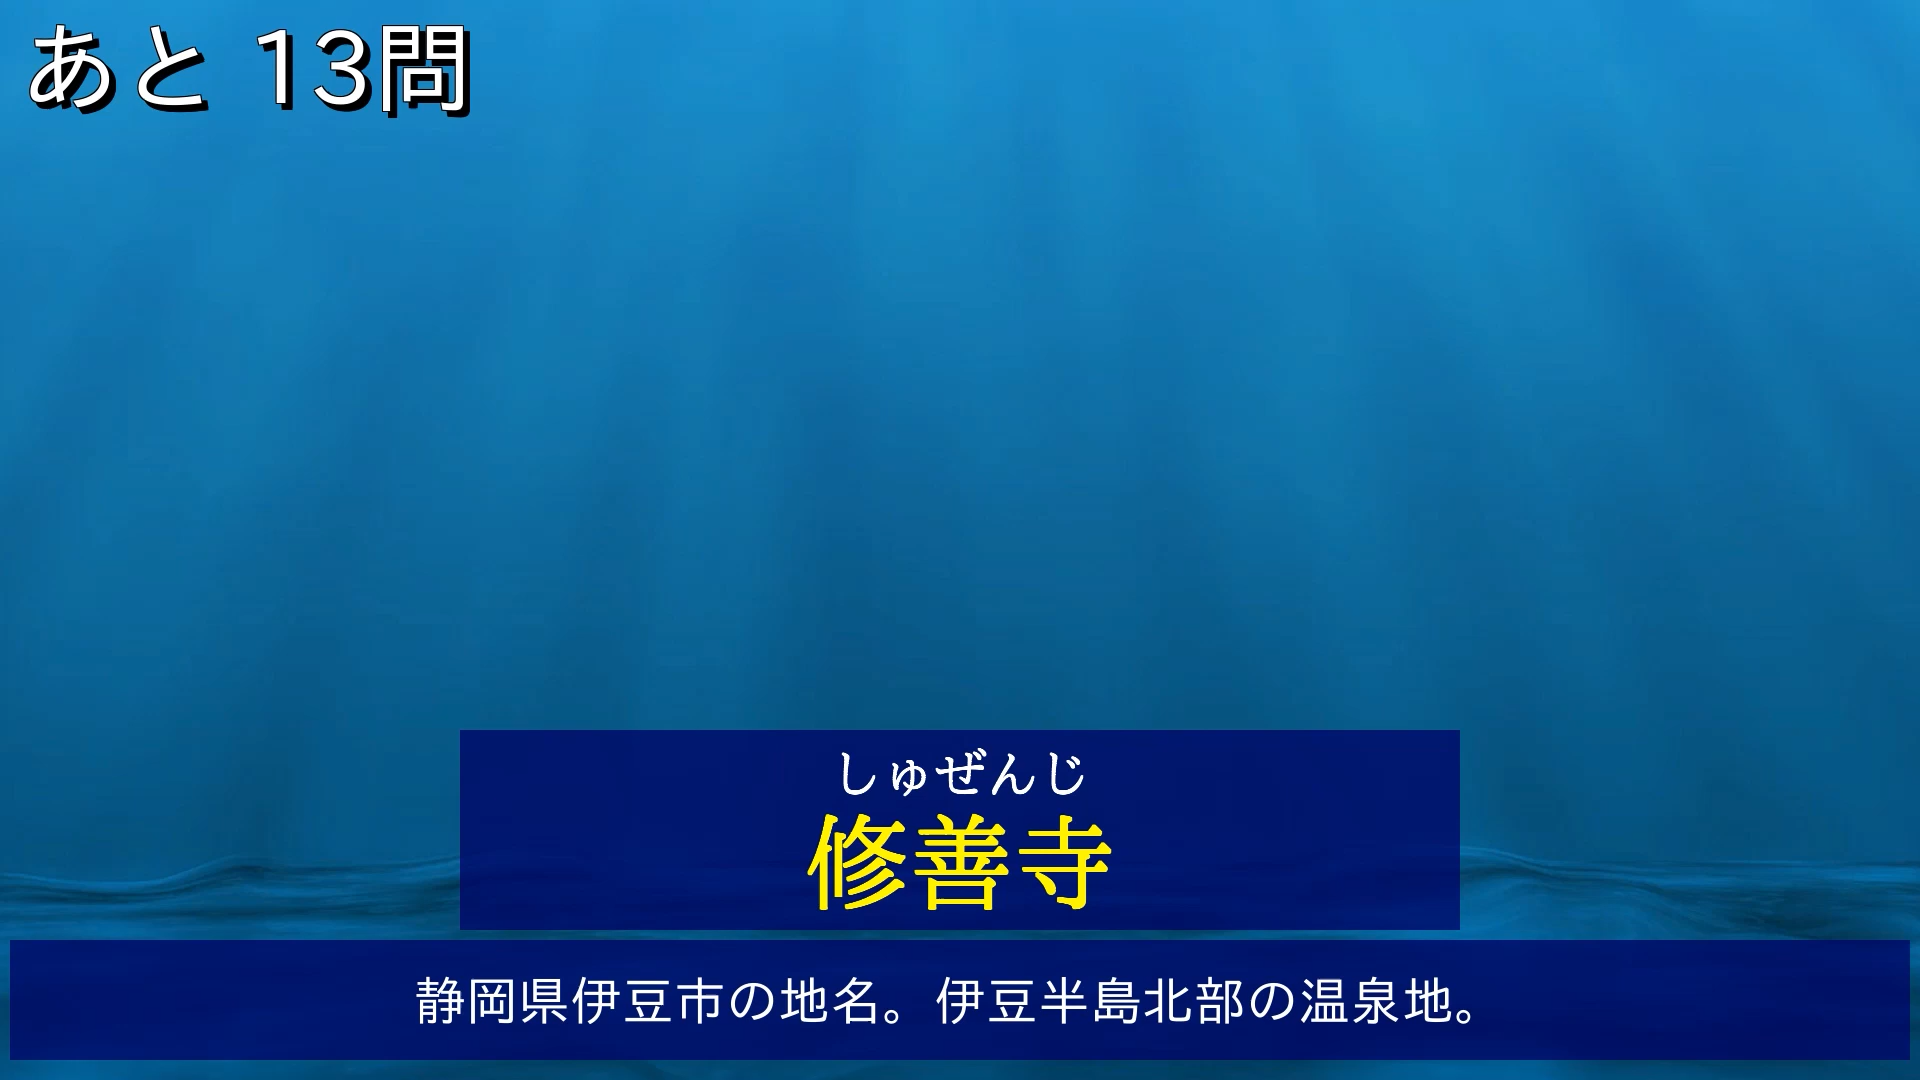 あと 13問
しゅぜんじ
修善寺
静岡県伊豆市の地名。伊豆半島北部の温泉地。